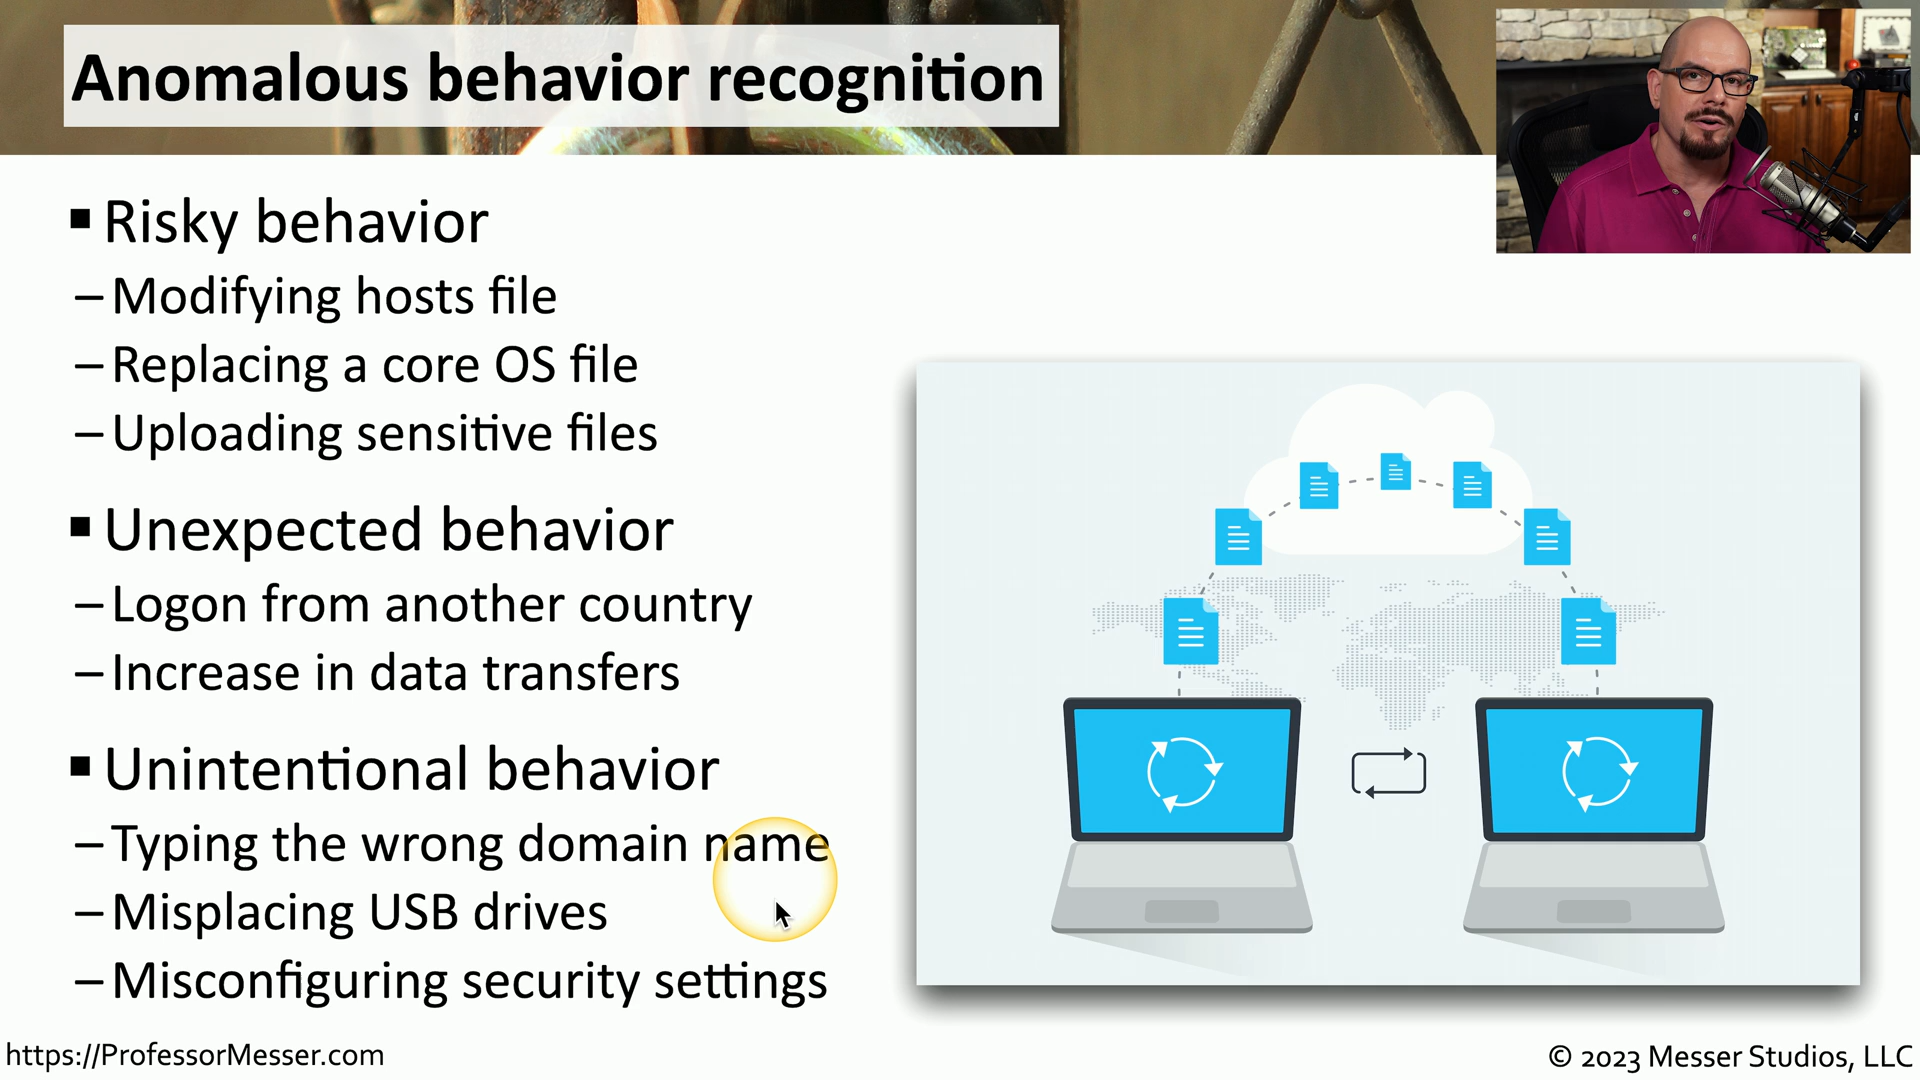 Anomalous behavior recognition
▪ Risky behavior
– Modifying hosts file
– Replacing a core OS file
– Uploading sensitive files
▪ Unexpected behavior
– Logon from another country
– Increase in data transfers
▪ Unintentional behavior
– Typing the wrong domain name
– Misplacing USB drives
– Misconfiguring security settings
https://ProfessorMesser.com
© 2023 Messer Studios, LLC